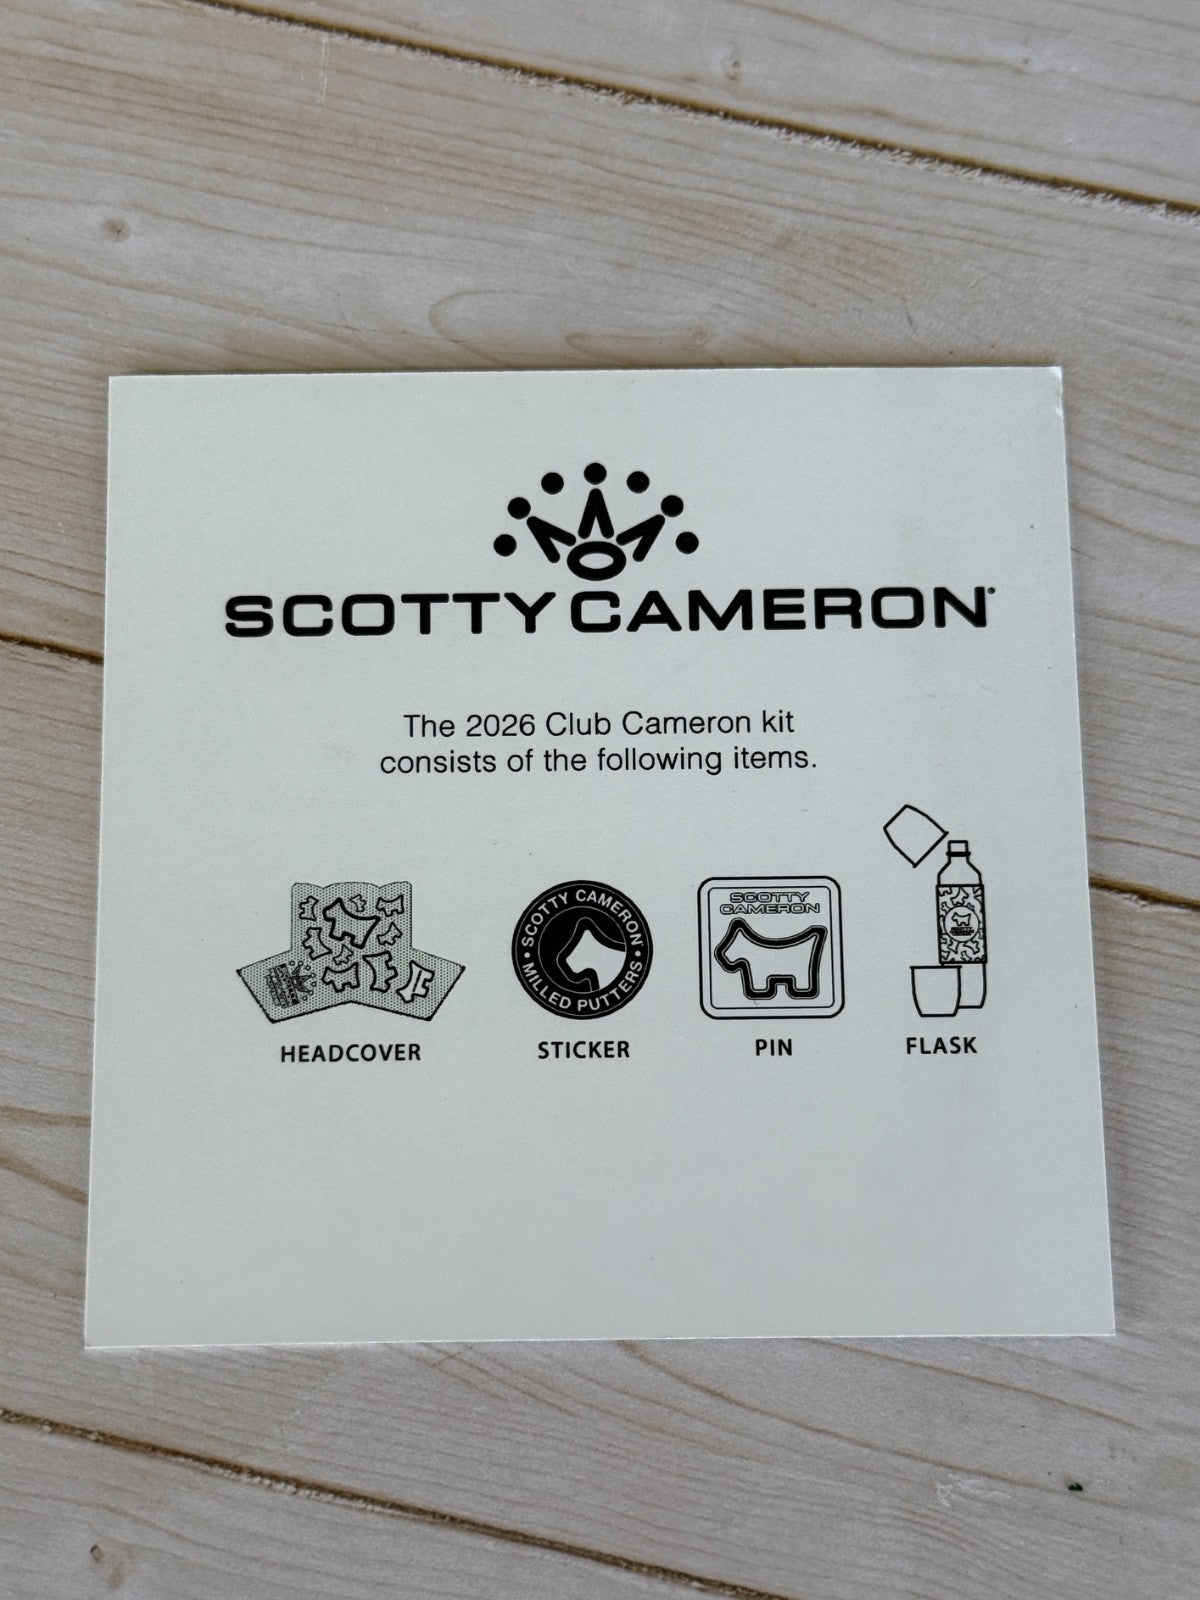 SCOTTY CAMERON®
The 2026 Club Cameron kit
consists of the following items.
SCOTTY CAMERON®
• MILLED PUTTERS •
SCOTTY
CAMERON
HEADCOVER
STICKER
PIN
FLASK